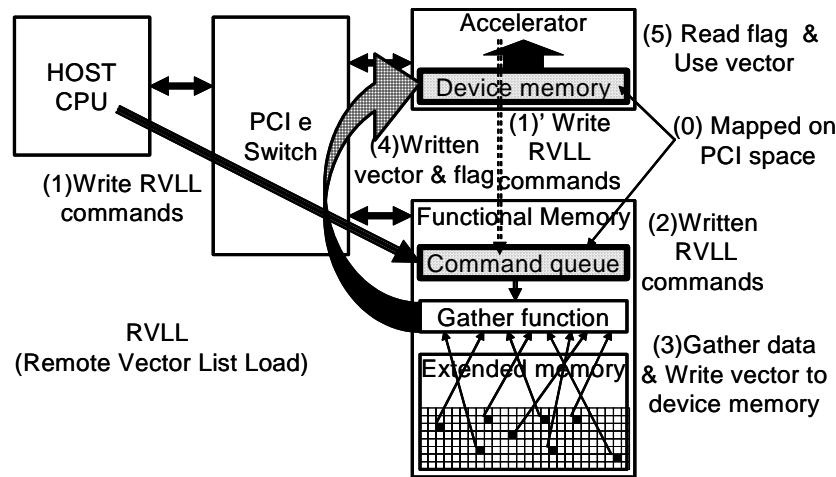 Accelerator
HOST
CPU
(5) Read flag &
Use vector
Device memory
PCI e
Switch
(1)' Write
RVLL
commands
(0) Mapped on
PCI space
(4)Written
vector & flag
(1)Write RVLL
commands
Functional Memory
(2)Written
RVLL
commands
Command queue
Gather function
RVLL
(Remote Vector List Load)
(3)Gather data
& Write vector to
device memory
Extended memory